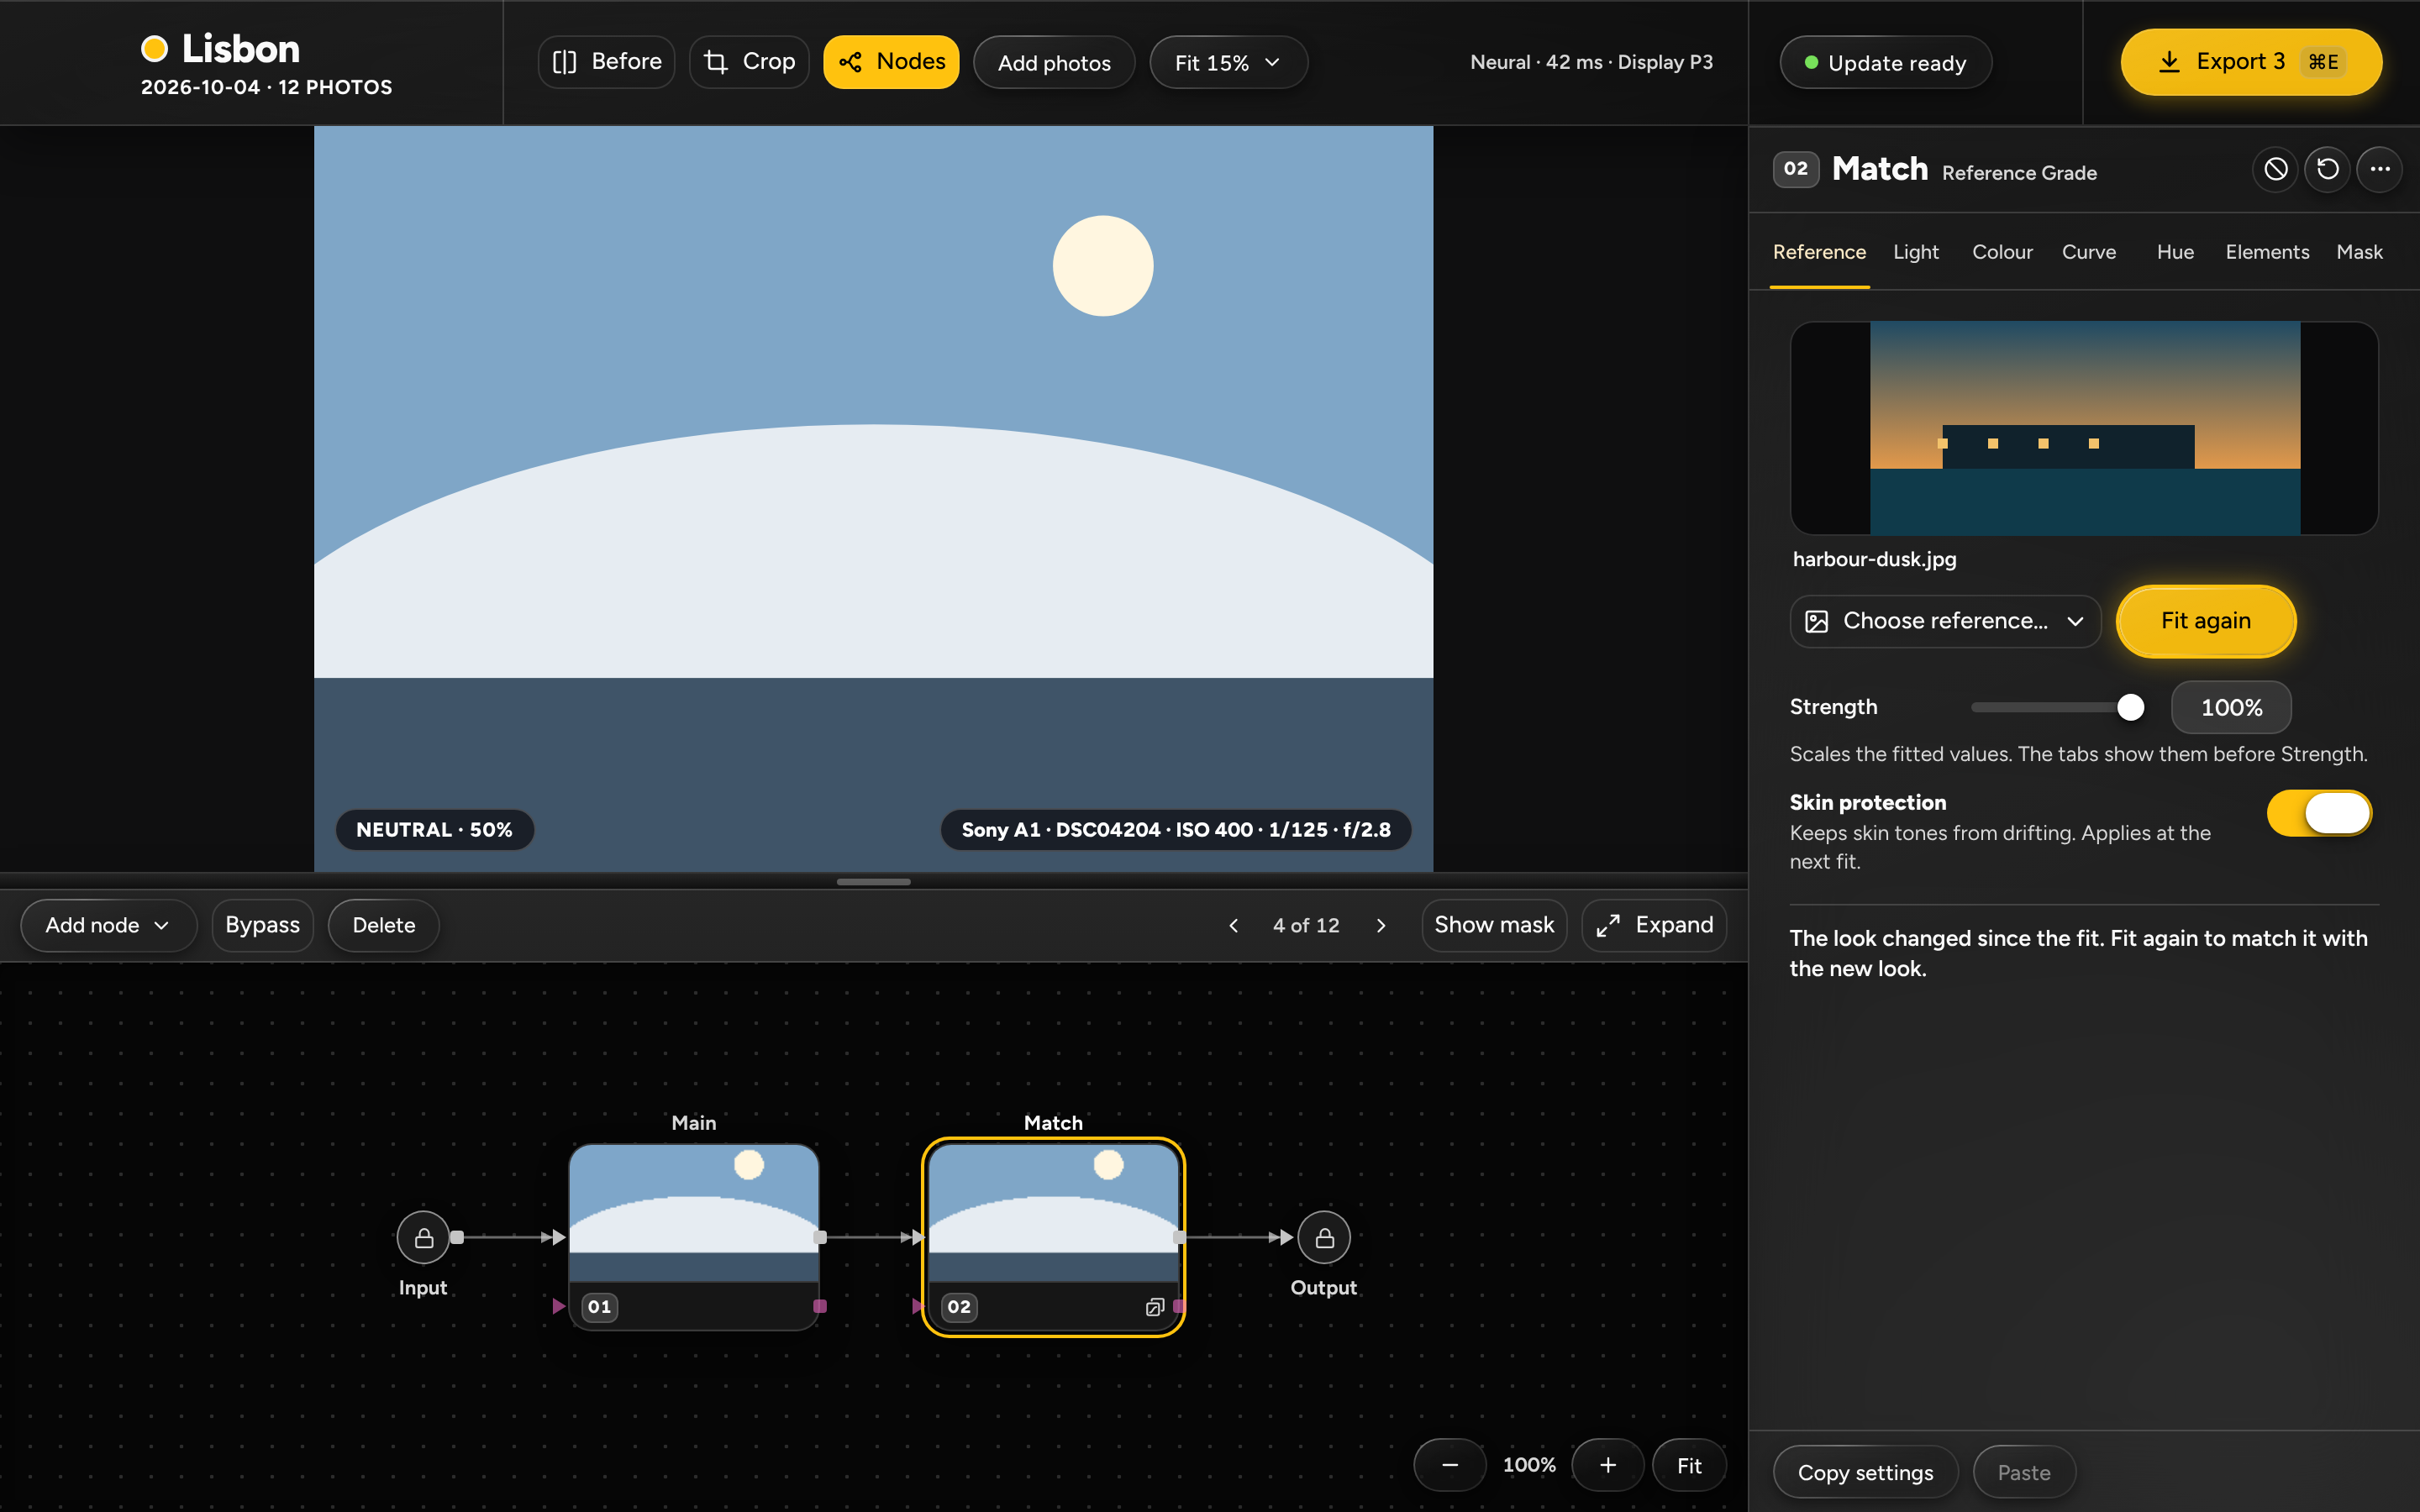 Lisbon
2026-10-04 · 12 PHOTOS
Before
Crop
Nodes
Add photos
Fit 15%
Neural · 42 ms · Display P3
Update ready
Export 3 ⌘E
02 Match Reference Grade
Reference Light Colour Curve Hue Elements Mask
harbour-dusk.jpg
Choose reference...
Fit again
Strength
100%
Scales the fitted values. The tabs show them before Strength.
Skin protection
Keeps skin tones from drifting. Applies at the
next fit.
The look changed since the fit. Fit again to match it with
the new look.
NEUTRAL · 50%
Sony A1 · DSC04204 · ISO 400 · 1/125 · f/2.8
Add node
Bypass
Delete
4 of 12
Show mask
Expand
Main
Match
Input
Output
01
02
100%
Fit
Copy settings
Paste